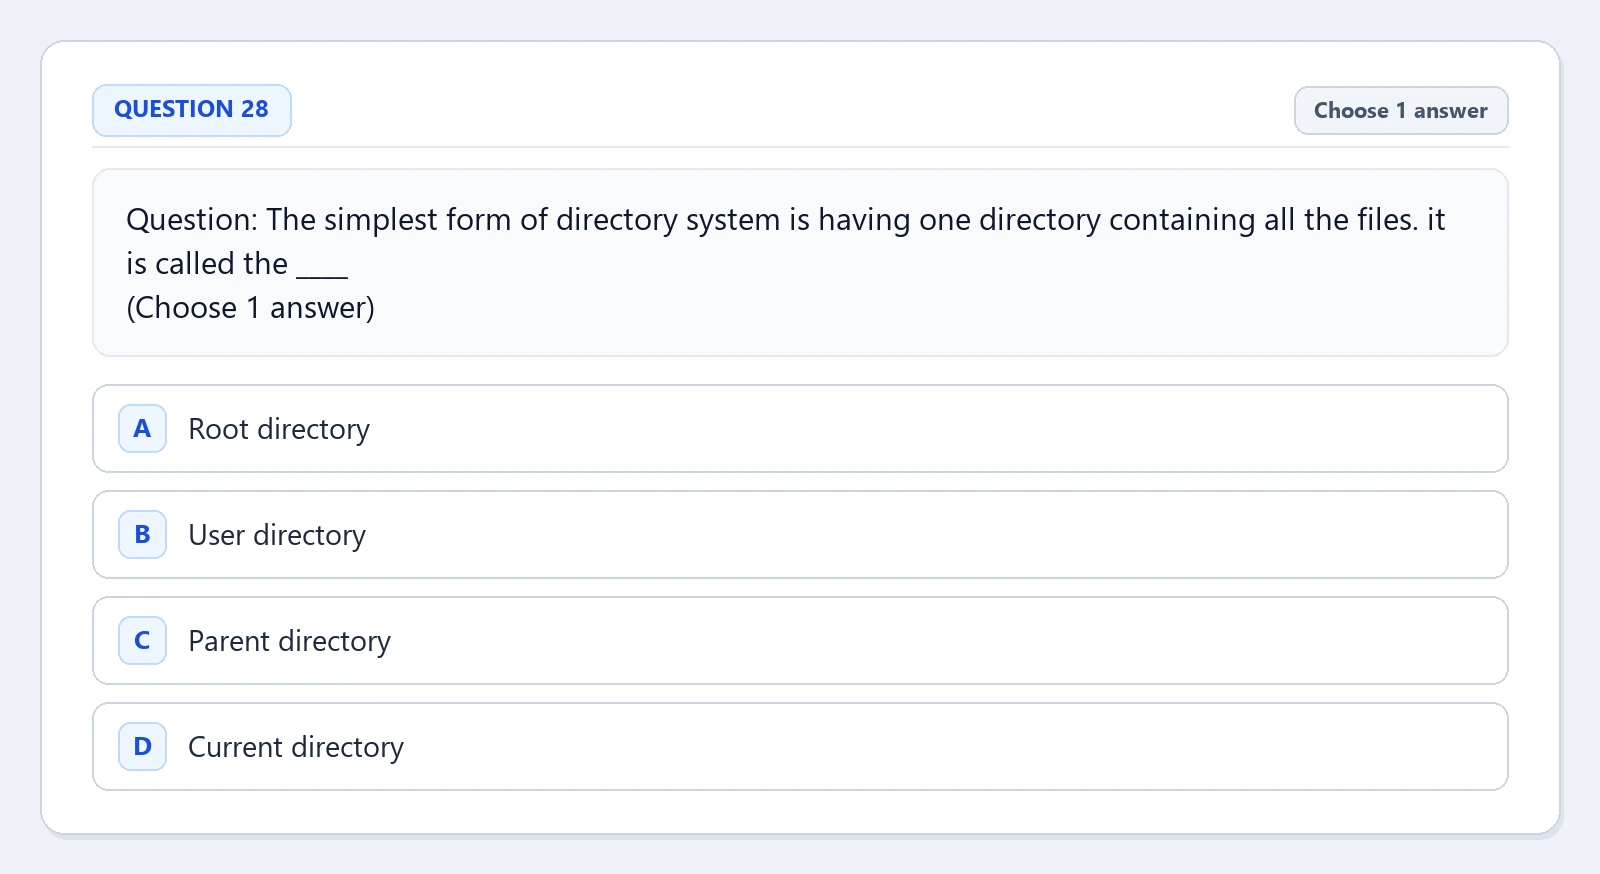 QUESTION 28
Choose 1 answer
Question: The simplest form of directory system is having one directory containing all the files. it
is called the ____
(Choose 1 answer)
A Root directory
B User directory
C Parent directory
D Current directory